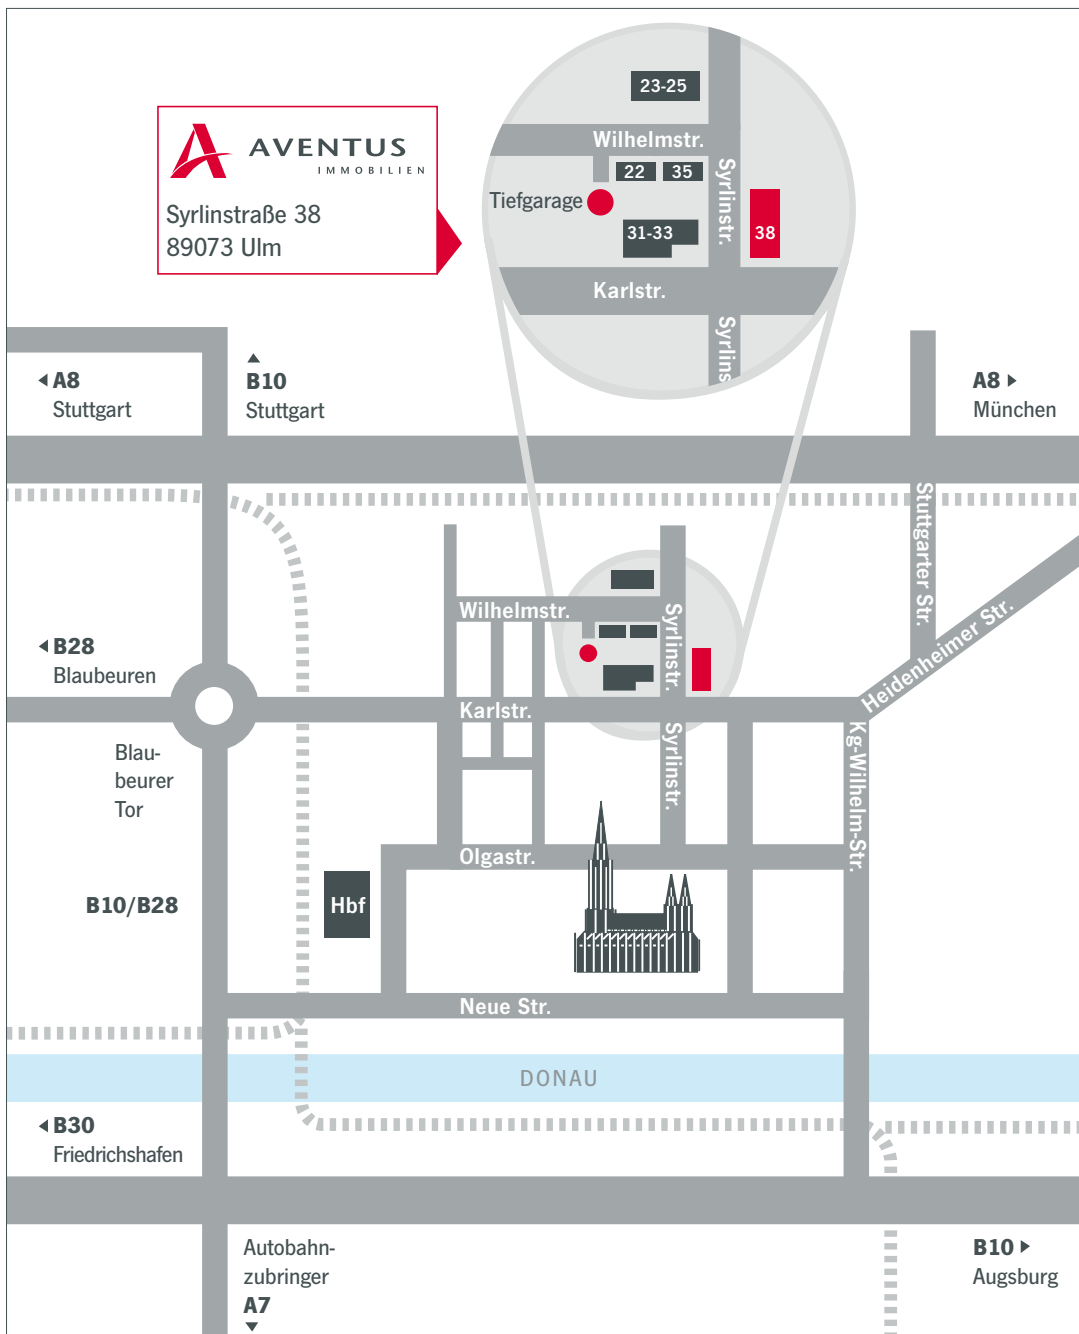 AVENTUS
IMMOBILIEN
Syrlinstraße 38
89073 Ulm
23-25
Wilhelmstr.
22
35
Tiefgarage
31-33
Syrlinstr.
38
Karlstr.
Syrlins
A8
Stuttgart
B10
Stuttgart
A8
München
Stuttgarter Str.
Heidenheimer Str.
Wilhelmstr.
Syrlinstr.
B28
Blaubeuren
Karlstr.
Syrlinstr.
Kg-Wilhelm-Str.
Blau-
beurer
Tor
Olgastr.
B10/B28
Hbf
Neue Str.
DONAU
B30
Friedrichshafen
Autobahn-
zubringer
A7
B10
Augsburg